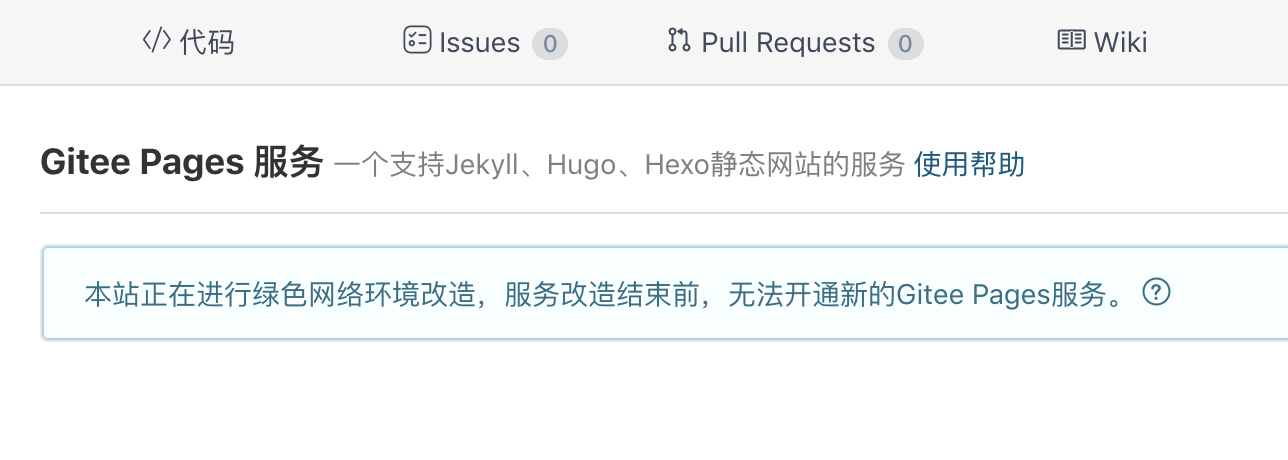 代码 Issues 0 Pull Requests 0 Wiki
Gitee Pages 服务 一个支持Jekyll、Hugo、Hexo静态网站的服务 使用帮助
本站正在进行绿色网络环境改造，服务改造结束前，无法开通新的Gitee Pages服务。